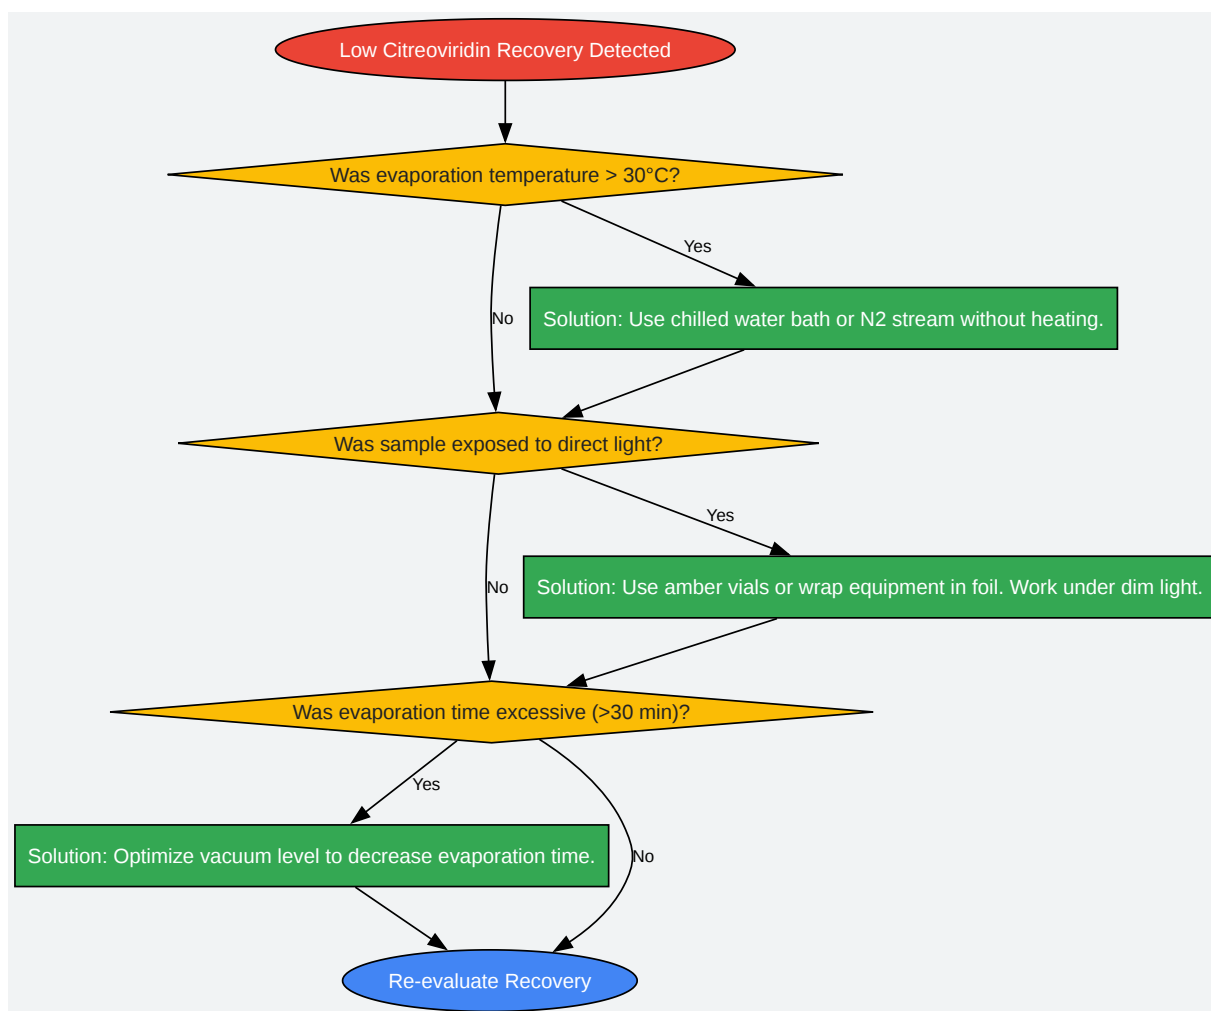 Low Citreoviridin Recovery Detected
Was evaporation temperature > 30°C?
Yes
No
Solution: Use chilled water bath or N2 stream without heating.
Was sample exposed to direct light?
Yes
No
Solution: Use amber vials or wrap equipment in foil. Work under dim light.
Was evaporation time excessive (>30 min)?
Yes
Solution: Optimize vacuum level to decrease evaporation time.
No
Re-evaluate Recovery